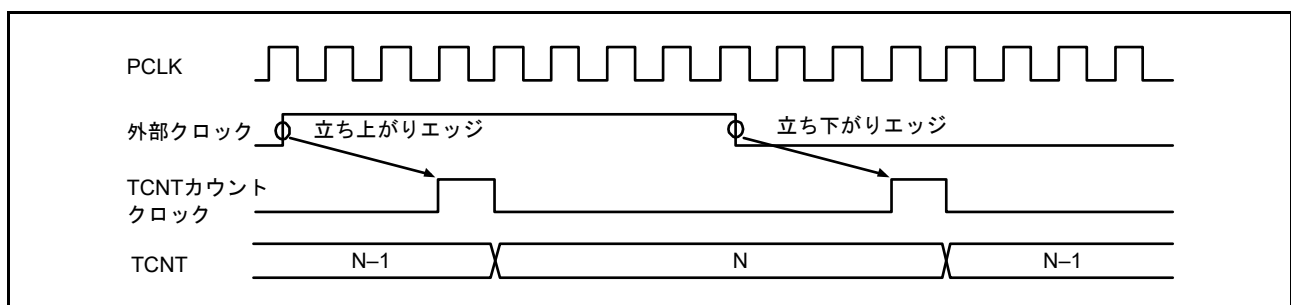 PCLK
外部クロック
立ち上がりエッジ
立ち下がりエッジ
TCNTカウント
クロック
TCNT
N–1
N
N–1